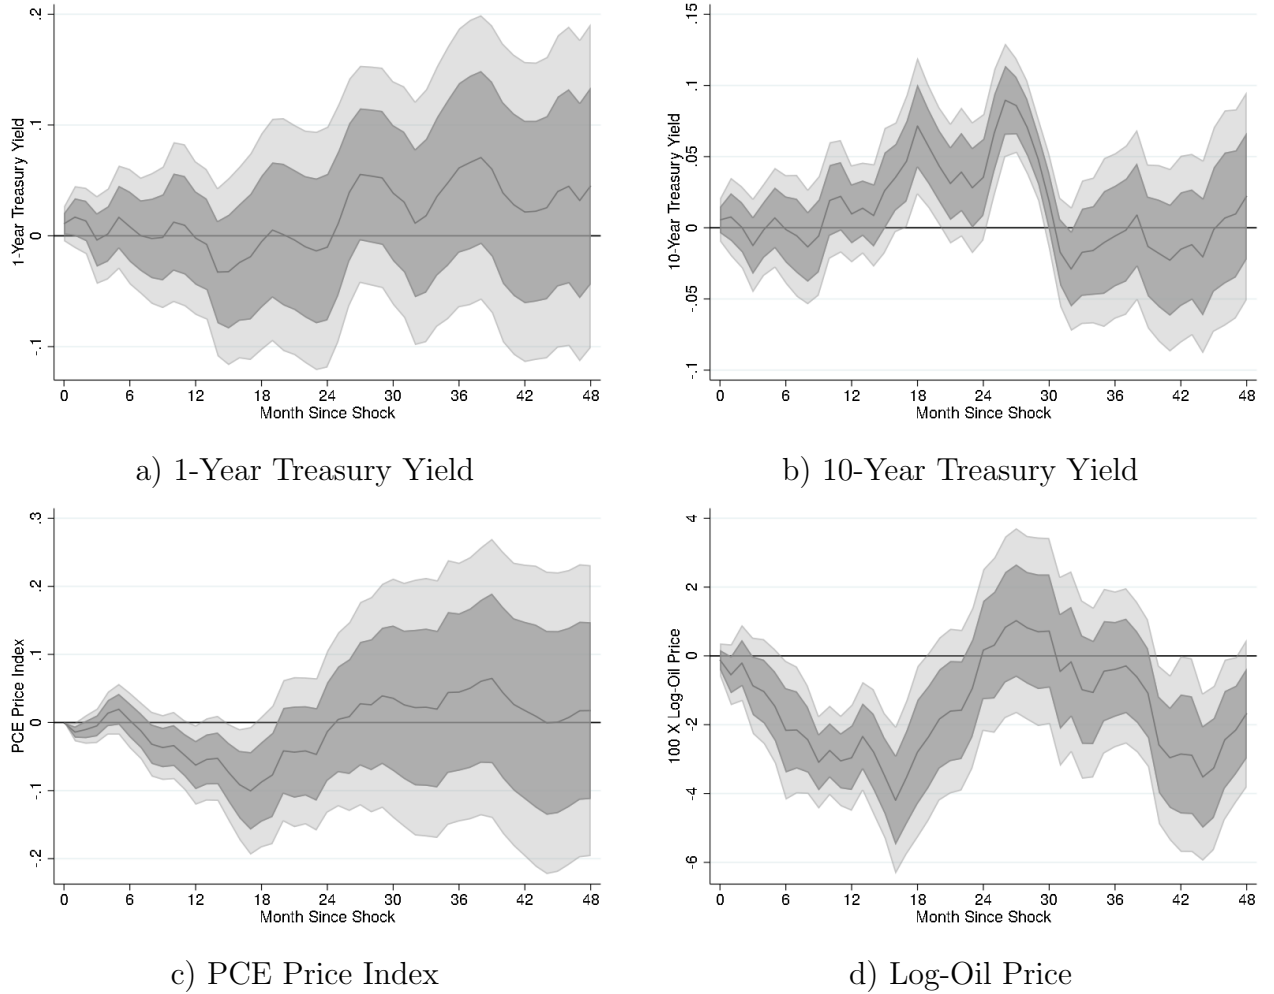 .2
.1
0
-.1
1-Year Treasury Yield
0 6 12 18 24 30 36 42 48
Month Since Shock
a) 1-Year Treasury Yield
.15
.1
.05
0
-.05
-.1
10-Year Treasury Yield
0 6 12 18 24 30 36 42 48
Month Since Shock
b) 10-Year Treasury Yield
.3
.2
.1
0
-.1
-.2
PCE Price Index
0 6 12 18 24 30 36 42 48
Month Since Shock
c) PCE Price Index
4
2
0
-2
-4
-6
100 X Log-Oil Price
0 6 12 18 24 30 36 42 48
Month Since Shock
d) Log-Oil Price